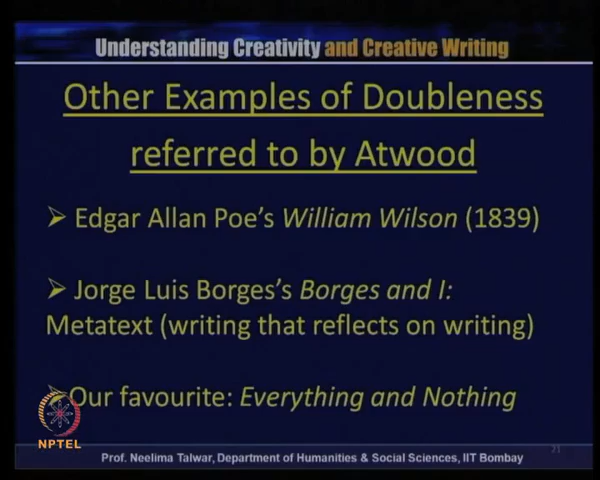 Understanding Creativity and Creative Writing
Other Examples of Doubleness
referred to by Atwood
➢ Edgar Allan Poe's William Wilson (1839)
➢ Jorge Luis Borges's Borges and I:
Metatext (writing that reflects on writing)
➢ Our favourite: Everything and Nothing
NPTEL
21
Prof. Neelima Talwar, Department of Humanities & Social Sciences, IIT Bombay